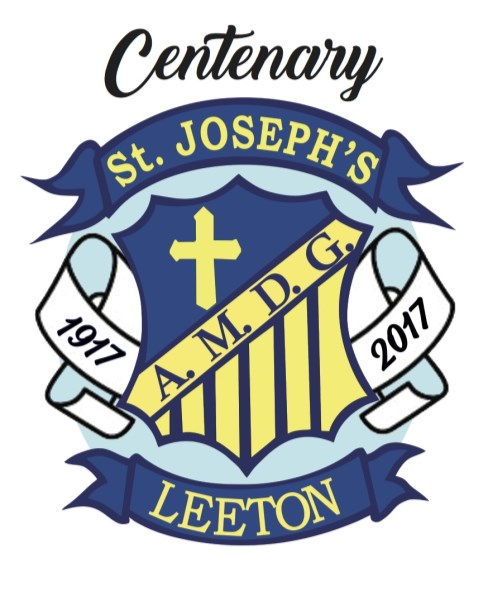 Centenary
St. JOSEPH'S
A. M. D. G.
1917
2017
LEETON